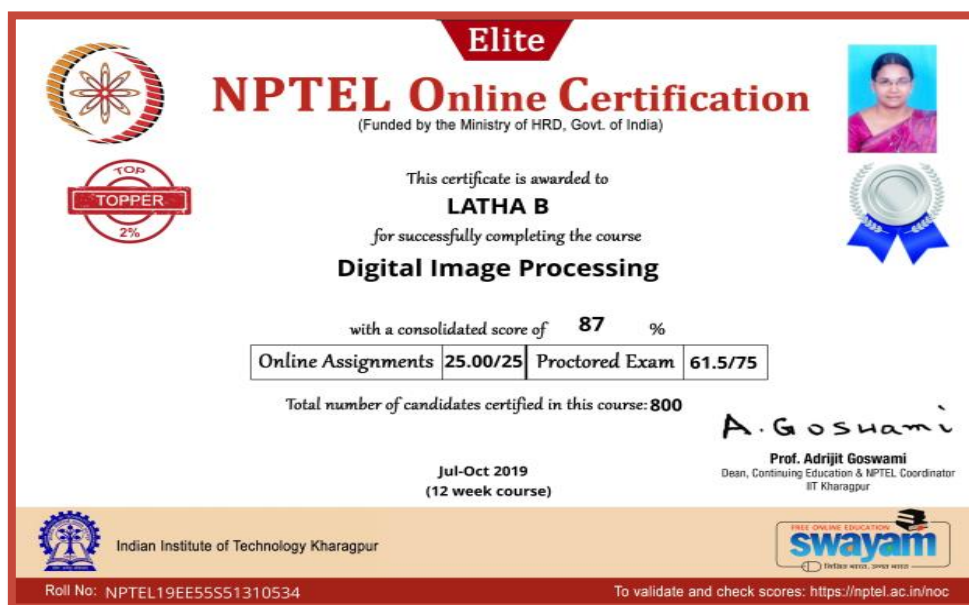 Elite
NPTEL Online Certification
(Funded by the Ministry of HRD, Govt. of India)
TOP
TOPPER
2%
This certificate is awarded to
LATHA B
for successfully completing the course
Digital Image Processing
with a consolidated score of 87 %
Online Assignments 25.00/25 Proctored Exam 61.5/75
Total number of candidates certified in this course: 800
A. Goswami
Prof. Adrijit Goswami
Dean, Continuing Education & NPTEL Coordinator
IIT Kharagpur
Jul-Oct 2019
(12 week course)
Indian Institute of Technology Kharagpur
FREE ONLINE EDUCATION
swayam
शिक्षित भारत, उन्नत भारत
Roll No: NPTEL19EE55S51310534
To validate and check scores: https://nptel.ac.in/noc